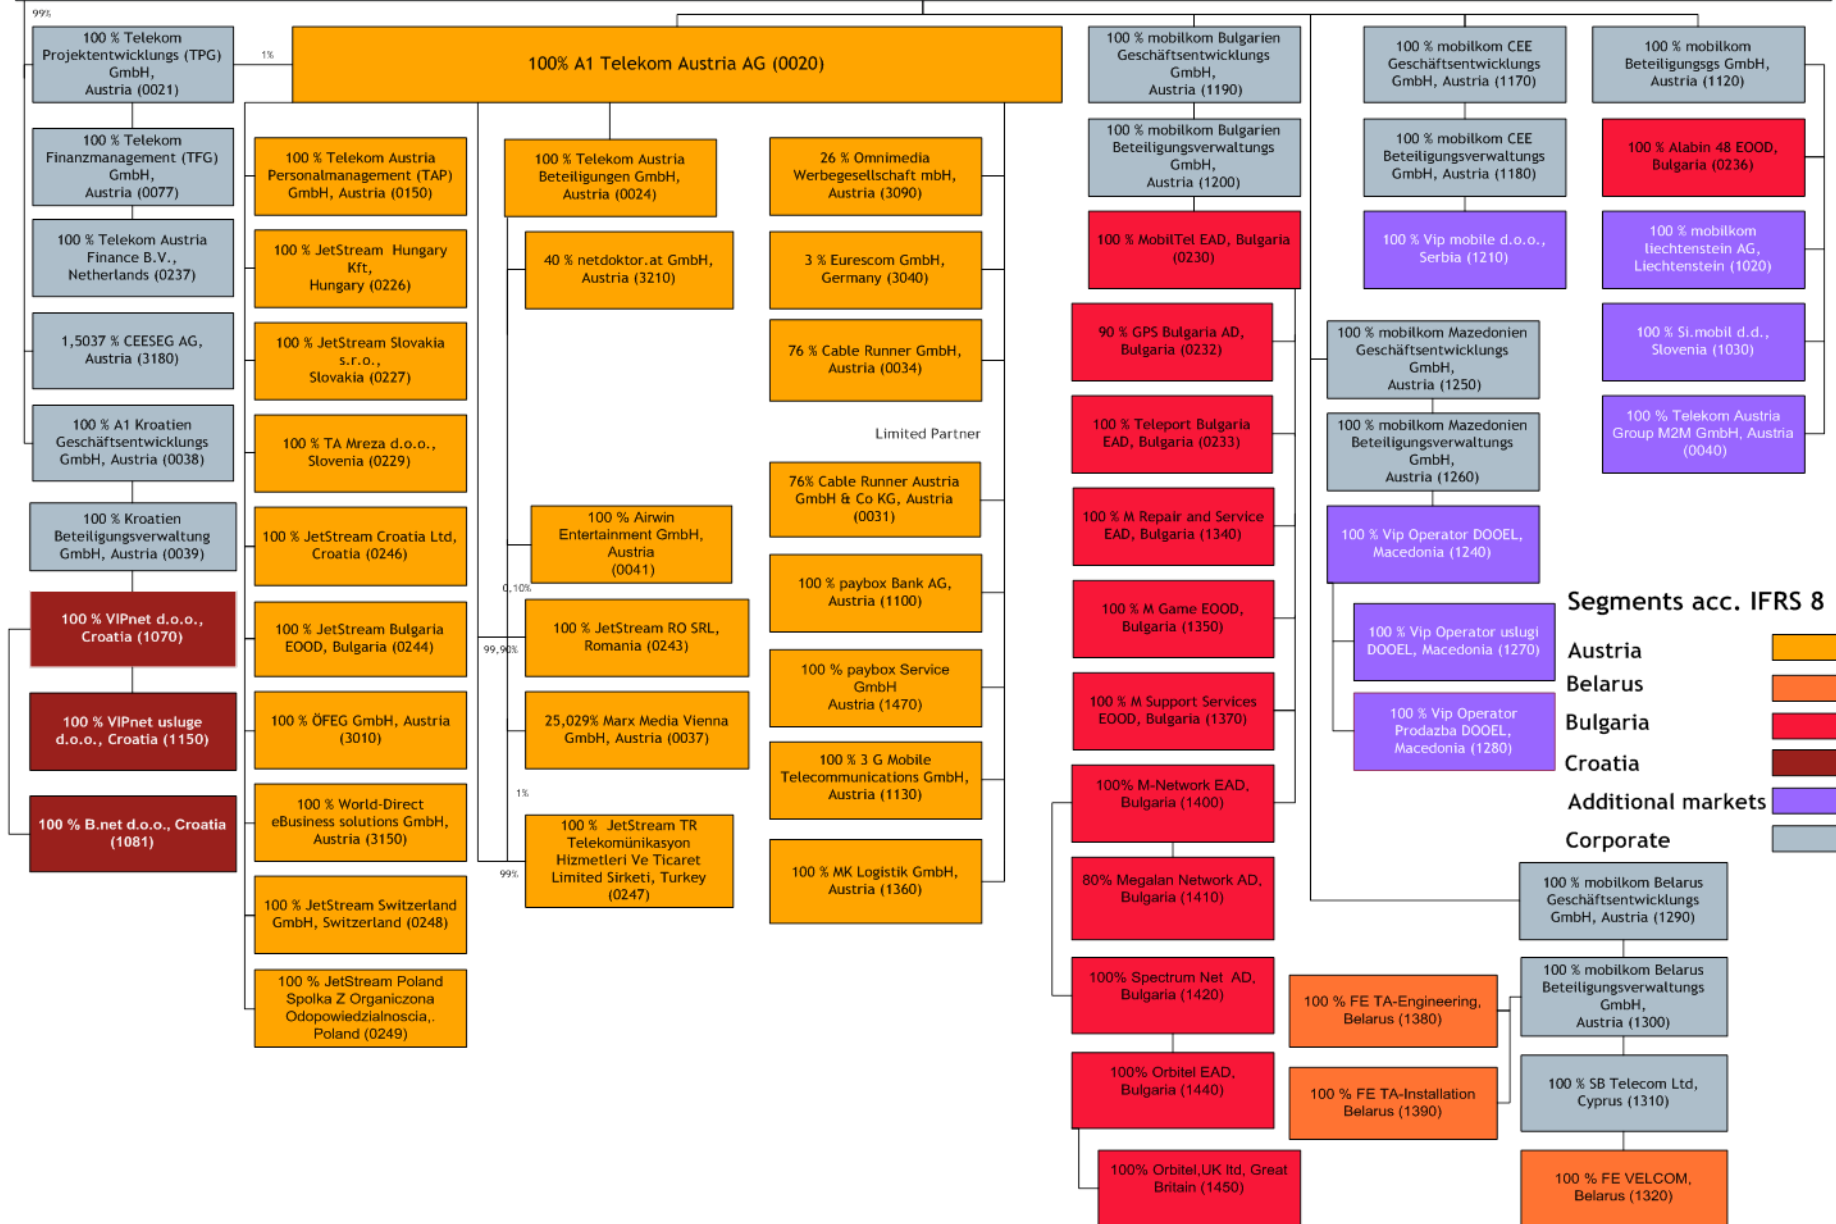 99%
100 % Telekom
Projektentwicklungs (TPG)
GmbH,
Austria (0021)
1%
100% A1 Telekom Austria AG (0020)
100 % Telekom
Finanzmanagement (TFG)
GmbH,
Austria (0077)
100 % Telekom Austria
Finance B.V.,
Netherlands (0237)
1,5037 % CEESEG AG,
Austria (3180)
100 % A1 Kroatien
Geschäftsentwicklungs
GmbH, Austria (0038)
100 % Kroatien
Beteiligungsverwaltung
GmbH, Austria (0039)
100 % VIPnet d.o.o.,
Croatia (1070)
100 % VIPnet usluge
d.o.o., Croatia (1150)
100 % B.net d.o.o., Croatia
(1081)
100 % Telekom Austria
Personalmanagement (TAP)
GmbH, Austria (0150)
100 % JetStream Hungary
Kft,
Hungary (0226)
100 % JetStream Slovakia
s.r.o.,
Slovakia (0227)
100 % TA Mreza d.o.o.,
Slovenia (0229)
100 % JetStream Croatia Ltd,
Croatia (0246)
100 % JetStream Bulgaria
EOOD, Bulgaria (0244)
100 % ÖFEG GmbH, Austria
(3010)
100 % World-Direct
eBusiness solutions GmbH,
Austria (3150)
100 % JetStream Switzerland
GmbH, Switzerland (0248)
100 % JetStream Poland
Spolka Z Organiczona
Odopowiedzialnoscia,.
Poland (0249)
100 % Telekom Austria
Beteiligungen GmbH,
Austria (0024)
40 % netdoktor.at GmbH,
Austria (3210)
100 % Airwin
Entertainment GmbH,
Austria
(0041)
0,10%
100 % JetStream RO SRL,
Romania (0243)
99,90%
25,029% Marx Media Vienna
GmbH, Austria (0037)
1%
100 % JetStream TR
Telekomünikasyon
Hizmetleri Ve Ticaret
Limited Sirketi, Turkey
(0247)
99%
26 % Omnimedia
Werbegesellschaft mbH,
Austria (3090)
3 % Eurescom GmbH,
Germany (3040)
76 % Cable Runner GmbH,
Austria (0034)
Limited Partner
76% Cable Runner Austria
GmbH & Co KG, Austria
(0031)
100 % paybox Bank AG,
Austria (1100)
100 % paybox Service
GmbH
Austria (1470)
100 % 3 G Mobile
Telecommunications GmbH,
Austria (1130)
100 % MK Logistik GmbH,
Austria (1360)
100 % mobilkom Bulgarien
Geschäftsentwicklungs
GmbH,
Austria (1190)
100 % mobilkom Bulgarien
Beteiligungsverwaltungs
GmbH,
Austria (1200)
100 % MobilTel EAD, Bulgaria
(0230)
90 % GPS Bulgaria AD,
Bulgaria (0232)
100 % Teleport Bulgaria
EAD, Bulgaria (0233)
100 % M Repair and Service
EAD, Bulgaria (1340)
100 % M Game EOOD,
Bulgaria (1350)
100 % M Support Services
EOOD, Bulgaria (1370)
100% M-Network EAD,
Bulgaria (1400)
80% Megalan Network AD,
Bulgaria (1410)
100% Spectrum Net AD,
Bulgaria (1420)
100% Orbitel EAD,
Bulgaria (1440)
100% Orbitel,UK ltd, Great
Britain (1450)
100 % mobilkom CEE
Geschäftsentwicklungs
GmbH, Austria (1170)
100 % mobilkom CEE
Beteiligungsverwaltungs
GmbH, Austria (1180)
100 % Vip mobile d.o.o.,
Serbia (1210)
100 % mobilkom Mazedonien
Geschäftsentwicklungs
GmbH,
Austria (1250)
100 % mobilkom Mazedonien
Beteiligungsverwaltungs
GmbH,
Austria (1260)
100 % Vip Operator DOOEL,
Macedonia (1240)
100 % Vip Operator uslugi
DOOEL, Macedonia (1270)
100 % Vip Operator
Prodazba DOOEL,
Macedonia (1280)
100 % mobilkom
Beteiligungsgs GmbH,
Austria (1120)
100 % Alabin 48 EOOD,
Bulgaria (0236)
100 % mobilkom
liechtenstein AG,
Liechtenstein (1020)
100 % Si.mobil d.d.,
Slovenia (1030)
100 % Telekom Austria
Group M2M GmbH, Austria
(0040)
Segments acc. IFRS 8
Austria
Belarus
Bulgaria
Croatia
Additional markets
Corporate
100 % mobilkom Belarus
Geschäftsentwicklungs
GmbH, Austria (1290)
100 % mobilkom Belarus
Beteiligungsverwaltungs
GmbH,
Austria (1300)
100 % FE TA-Engineering,
Belarus (1380)
100 % FE TA-Installation
Belarus (1390)
100 % SB Telecom Ltd,
Cyprus (1310)
100 % FE VELCOM,
Belarus (1320)